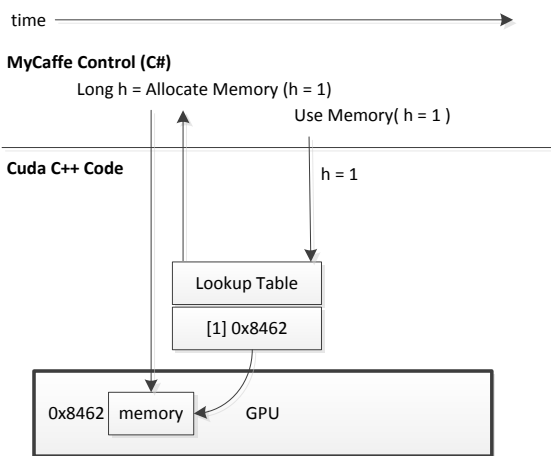 time
MyCaffe Control (C#)
Long h = Allocate Memory (h = 1)
Use Memory( h = 1 )
Cuda C++ Code
h = 1
Lookup Table
[1] 0x8462
0x8462 memory GPU